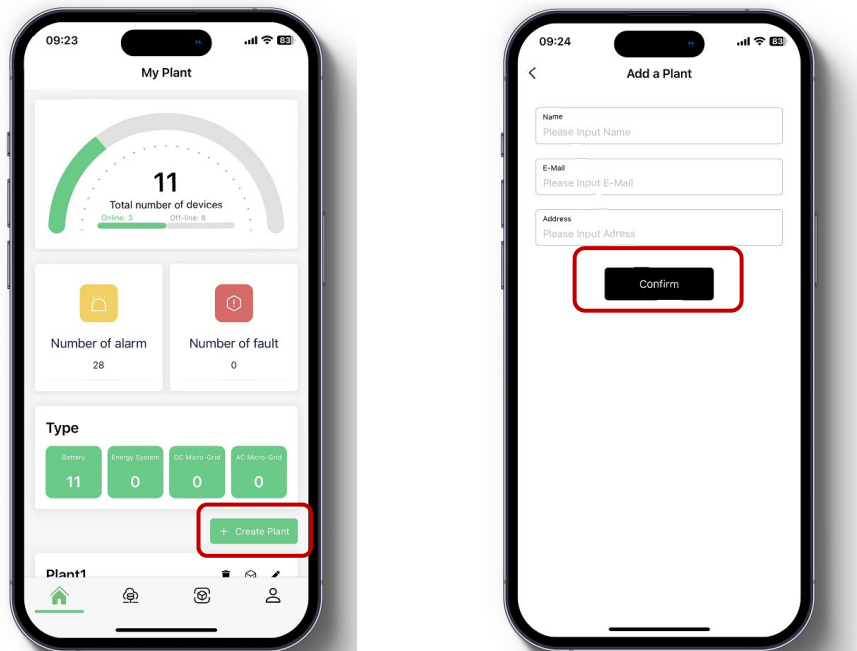 09:23
83
My Plant
11
Total number of devices
Online: 3 Off-line: 8
Number of alarm
28
Number of fault
0
Type
Battery
11
Energy System
0
DC Micro-Grid
0
AC Micro-Grid
0
+ Create Plant
Plant1
09:24
83
Add a Plant
Name
Please Input Name
E-Mail
Please Input E-Mail
Address
Please Input Adress
Confirm